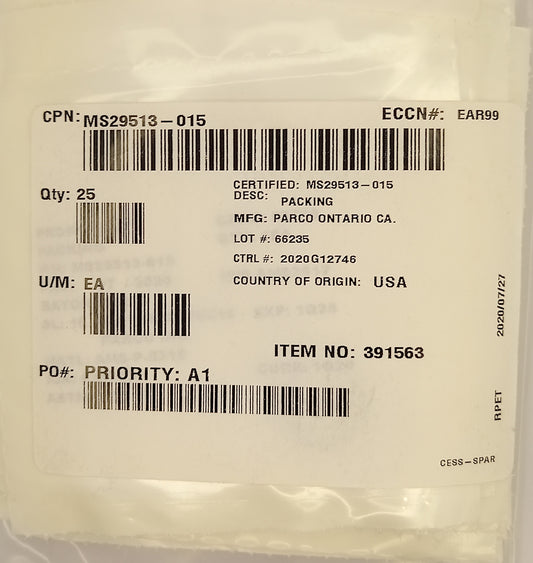 CPN: MS29513-015
ECCN#: EAR99
Qty: 25
CERTIFIED: MS29513-015
DESC: PACKING
MFG: PARCO ONTARIO CA.
LOT #: 66235
CTRL #: 2020G12746
U/M: EA
COUNTRY OF ORIGIN: USA
ITEM NO: 391563
PO#: PRIORITY: A1
2020/07/27
RPET
CESS-SPAR